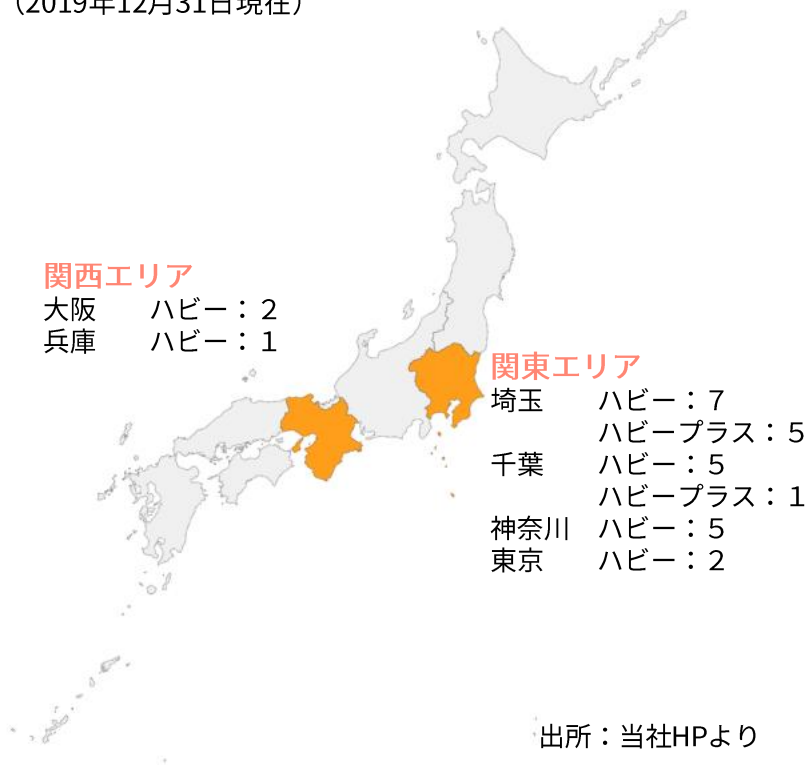 （2019年12月31日現在）
関西エリア
大阪　　ハビー：２
兵庫　　ハビー：１
関東エリア
埼玉　　ハビー：７
ハビープラス：５
千葉　　ハビー：５
ハビープラス：１
神奈川　ハビー：５
東京　　ハビー：２
出所：当社HPより